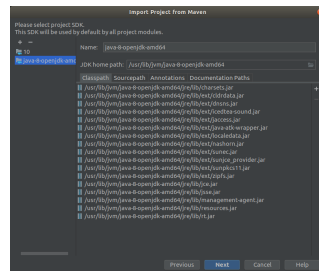 Import Project from Maven
Please select project SDK.
This SDK will be used by default by all project modules.
+ −
10
java-8-openjdk-amd
Name: java-8-openjdk-amd64
JDK home path: /usr/lib/jvm/java-8-openjdk-amd64
Classpath Sourcepath Annotations Documentation Paths
/usr/lib/jvm/java-8-openjdk-amd64/jre/lib/charsets.jar
/usr/lib/jvm/java-8-openjdk-amd64/jre/lib/ext/cldrdata.jar
/usr/lib/jvm/java-8-openjdk-amd64/jre/lib/ext/dnsns.jar
/usr/lib/jvm/java-8-openjdk-amd64/jre/lib/ext/icedtea-sound.jar
/usr/lib/jvm/java-8-openjdk-amd64/jre/lib/ext/jaccess.jar
/usr/lib/jvm/java-8-openjdk-amd64/jre/lib/ext/java-atk-wrapper.jar
/usr/lib/jvm/java-8-openjdk-amd64/jre/lib/ext/localedata.jar
/usr/lib/jvm/java-8-openjdk-amd64/jre/lib/ext/nashorn.jar
/usr/lib/jvm/java-8-openjdk-amd64/jre/lib/ext/sunec.jar
/usr/lib/jvm/java-8-openjdk-amd64/jre/lib/ext/sunjce_provider.jar
/usr/lib/jvm/java-8-openjdk-amd64/jre/lib/ext/sunpkcs11.jar
/usr/lib/jvm/java-8-openjdk-amd64/jre/lib/ext/zipfs.jar
/usr/lib/jvm/java-8-openjdk-amd64/jre/lib/jce.jar
/usr/lib/jvm/java-8-openjdk-amd64/jre/lib/jsse.jar
/usr/lib/jvm/java-8-openjdk-amd64/jre/lib/management-agent.jar
/usr/lib/jvm/java-8-openjdk-amd64/jre/lib/resources.jar
/usr/lib/jvm/java-8-openjdk-amd64/jre/lib/rt.jar
Previous Next Cancel Help